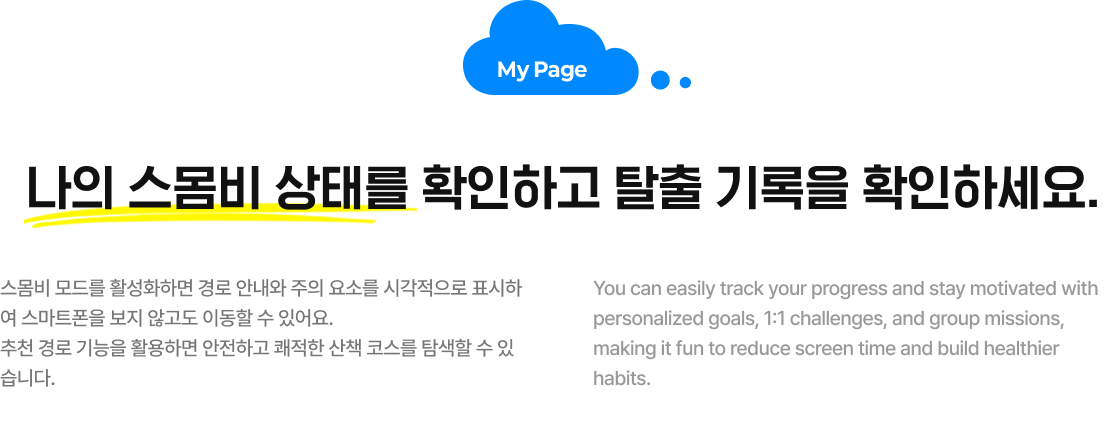 My Page
나의 스몸비 상태를 확인하고 탈출 기록을 확인하세요.
스몸비 모드를 활성화하면 경로 안내와 주의 요소를 시각적으로 표시하
여 스마트폰을 보지 않고도 이동할 수 있어요.
추천 경로 기능을 활용하면 안전하고 쾌적한 산책 코스를 탐색할 수 있
습니다.
You can easily track your progress and stay motivated with
personalized goals, 1:1 challenges, and group missions,
making it fun to reduce screen time and build healthier
habits.